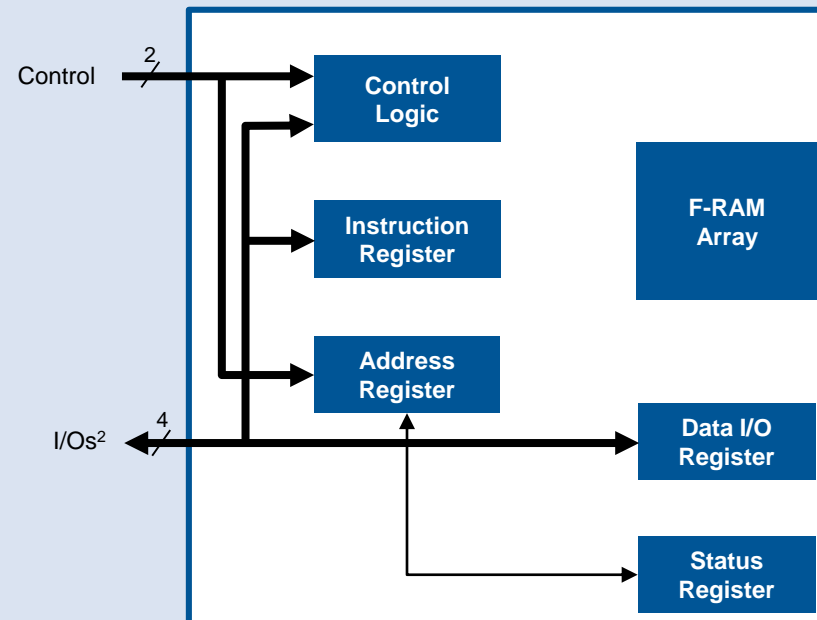 2
Control
Control
Logic
F-RAM
Array
Instruction
Register
Address
Register
4
I/Os²
Data I/O
Register
Status
Register